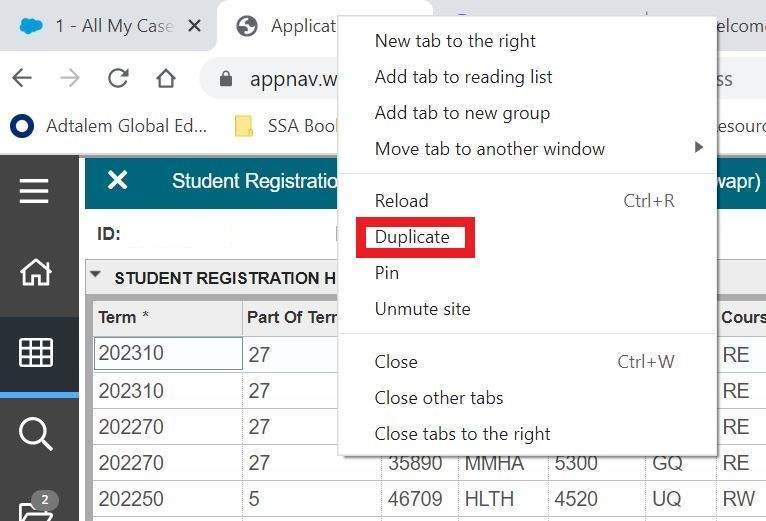 1 - All My Case
Applicat
elcome
appnav.w
ss
Adtalem Global Ed...
SSA Boo
esourc
New tab to the right
Add tab to reading list
Add tab to new group
Move tab to another window
Reload Ctrl+R
Duplicate
Pin
Unmute site
Close Ctrl+W
Close other tabs
Close tabs to the right
Student Registratio
wapr)
ID:
STUDENT REGISTRATION H
Term * Part Of Tern Cours
202310 27 RE
202310 27 RE
202270 27 RE
202270 27 35890 MMHA 5300 GQ RE
202250 5 46709 HLTH 4520 UQ RW
2